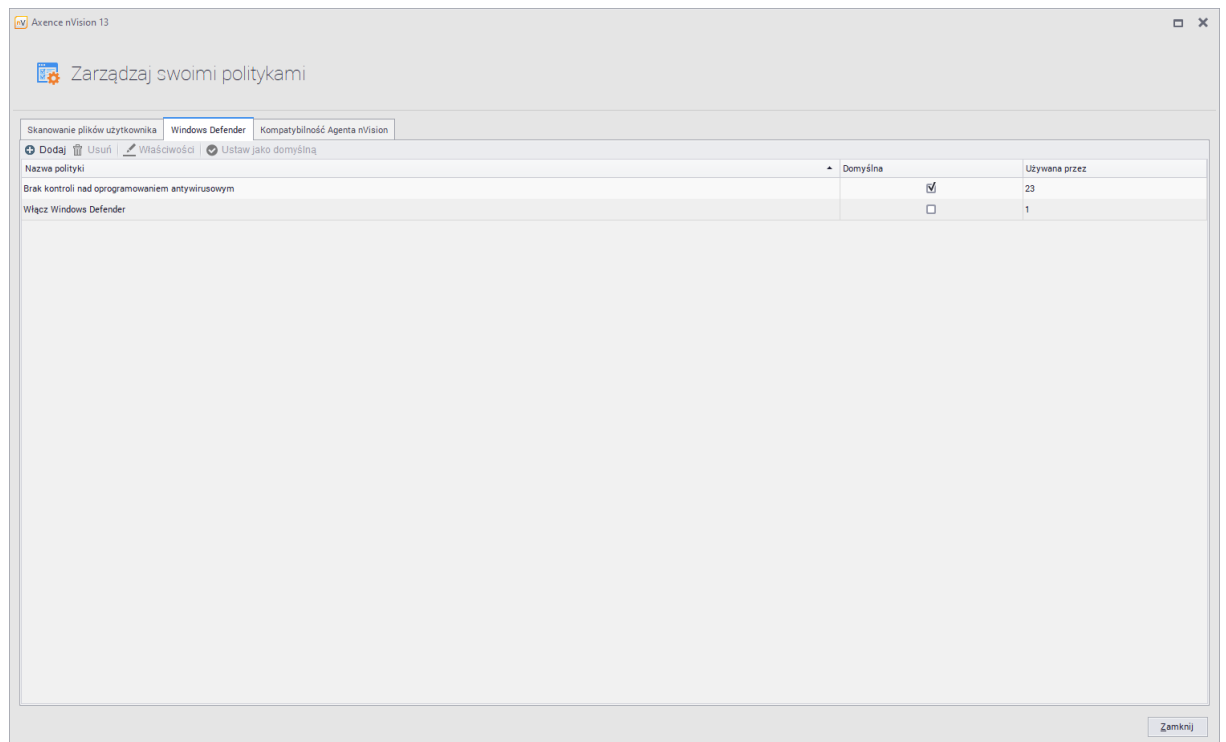 Axence nVision 13
Zarządzaj swoimi politykami
Skanowanie plików użytkownika Windows Defender Kompatybilność Agenta nVision
Dodaj Usuń Właściwości Ustaw jako domyślną
Nazwa polityki Domyślna Używana przez
Brak kontroli nad oprogramowaniem antywirusowym 23
Włącz Windows Defender 1
Zamknij